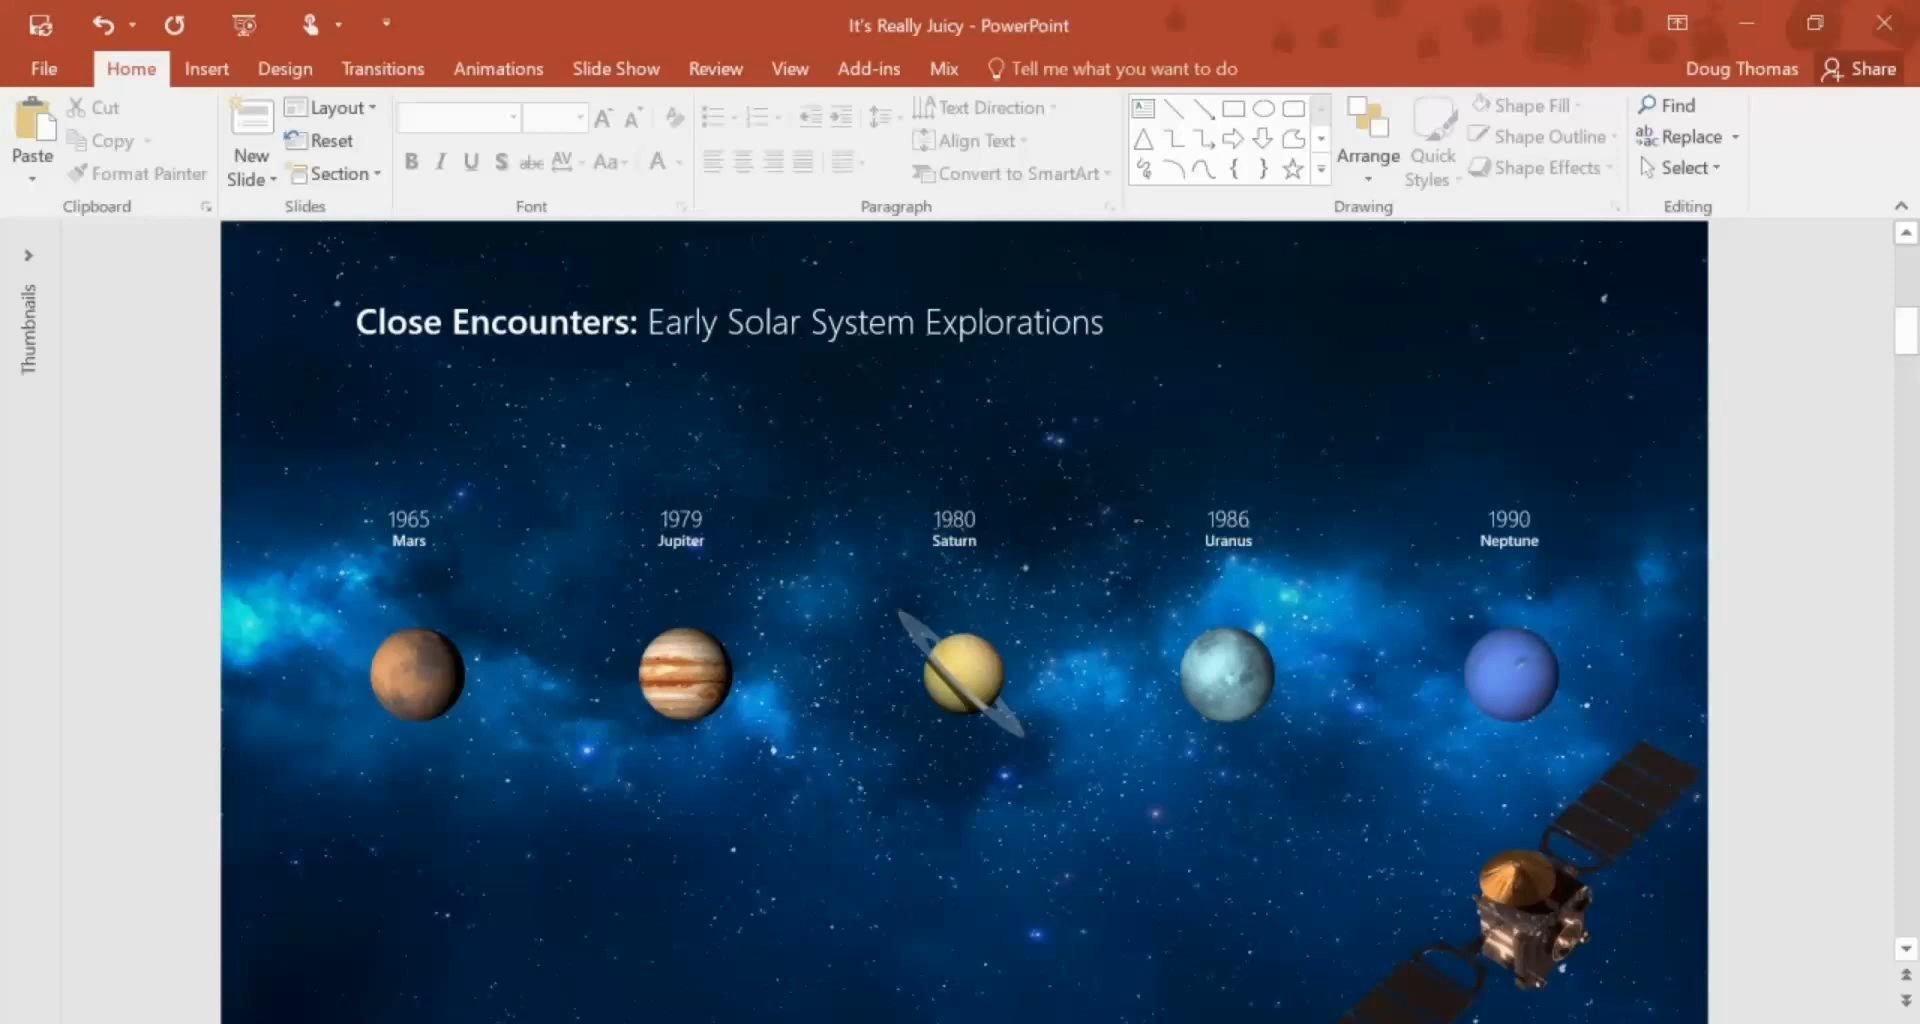 It's Really Juicy - PowerPoint
File Home Insert Design Transitions Animations Slide Show Review View Add-ins Mix Tell me what you want to do Doug Thomas Share
Paste
Cut
Copy
Format Painter
Clipboard
New
Slide
Layout
Reset
Section
Slides
B I U S abc AV Aa A
Font
Text Direction
Align Text
Convert to SmartArt
Paragraph
Arrange
Quick
Styles
Shape Fill
Shape Outline
Shape Effects
Drawing
Find
Replace
Select
Editing
Thumbnails
Close Encounters: Early Solar System Explorations
1965
Mars
1979
Jupiter
1980
Saturn
1986
Uranus
1990
Neptune